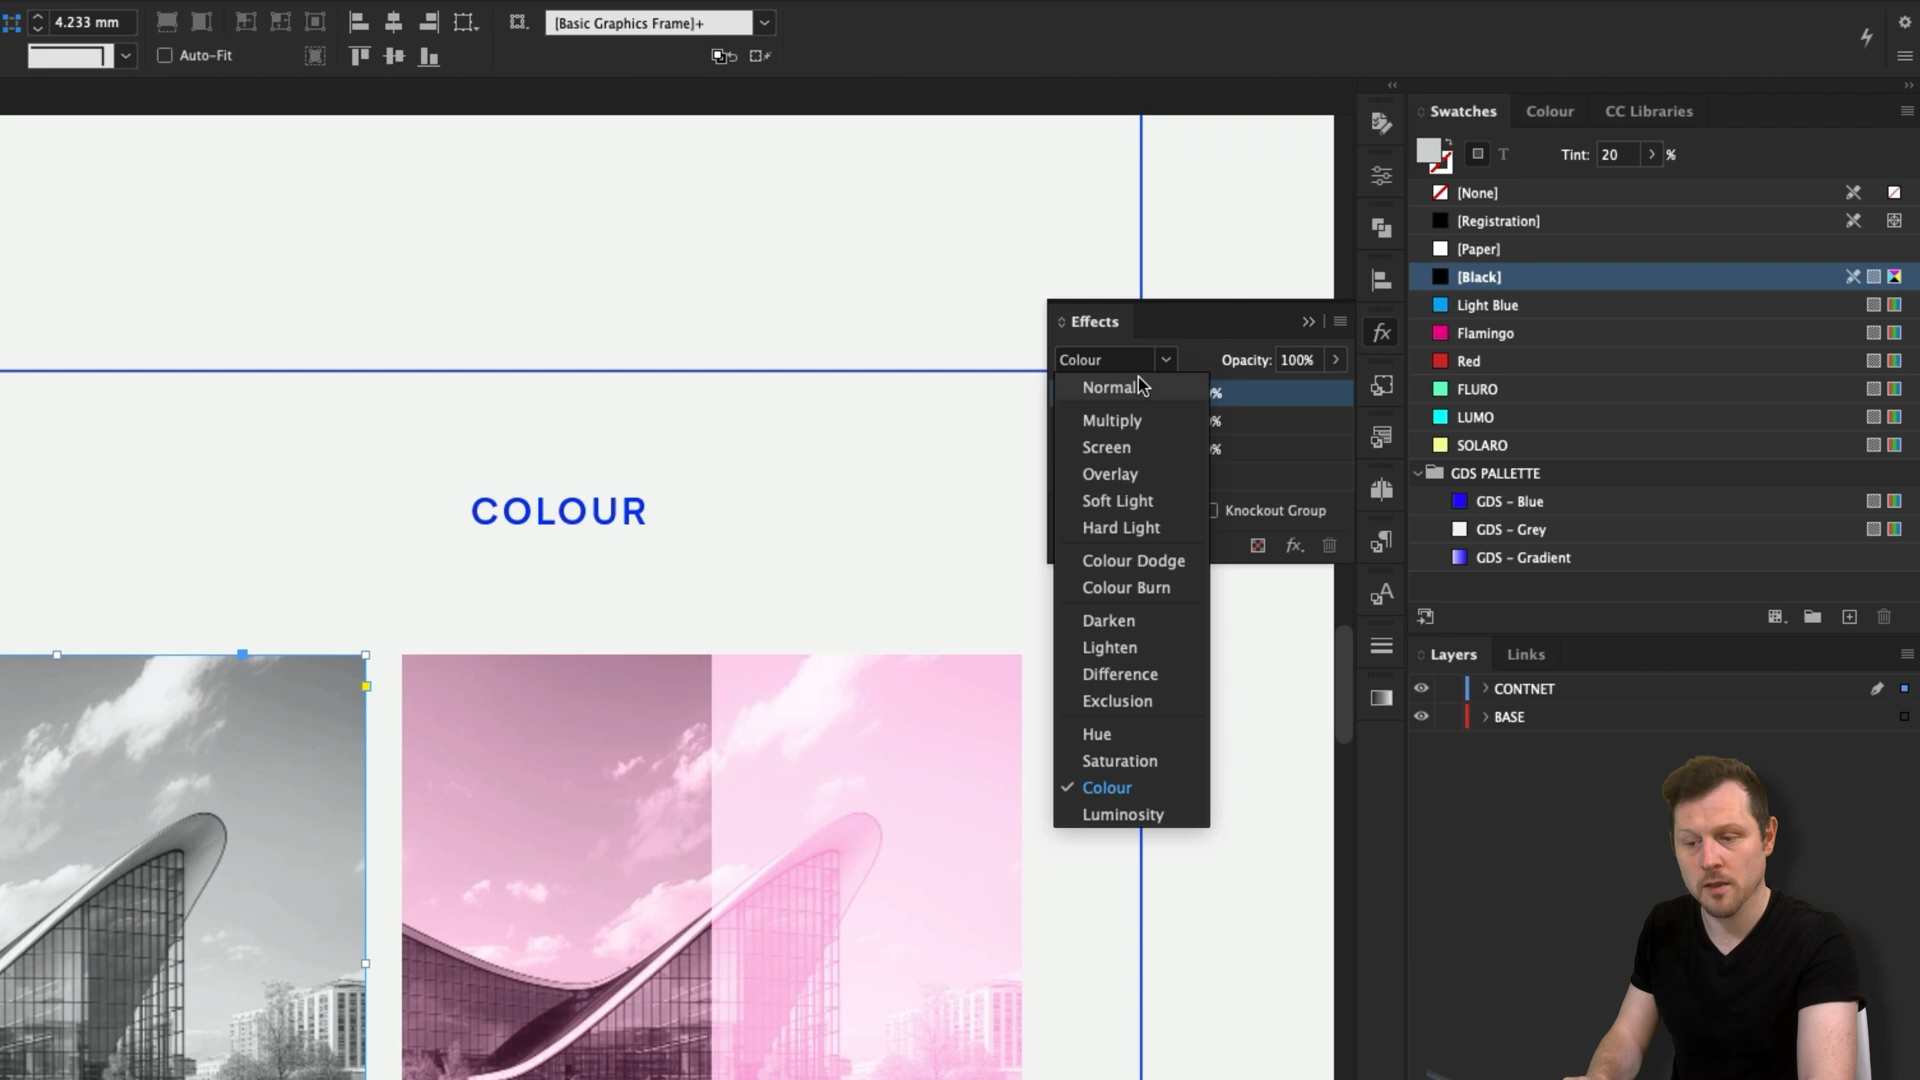 4.233 mm
[Basic Graphics Frame]+
Auto-Fit
Swatches
Colour
CC Libraries
T
Tint: 20 %
[None]
[Registration]
[Paper]
[Black]
Light Blue
Flamingo
Red
FLURO
LUMO
SOLARO
GDS PALLETTE
GDS - Blue
GDS - Grey
GDS - Gradient
Effects
Colour
Opacity: 100%
Normal
Multiply
Screen
Overlay
Soft Light
Hard Light
Colour Dodge
Colour Burn
Darken
Lighten
Difference
Exclusion
Hue
Saturation
Colour
Luminosity
%
%
%
Knockout Group
fx
fx
A
COLOUR
Layers
Links
CONTNET
BASE